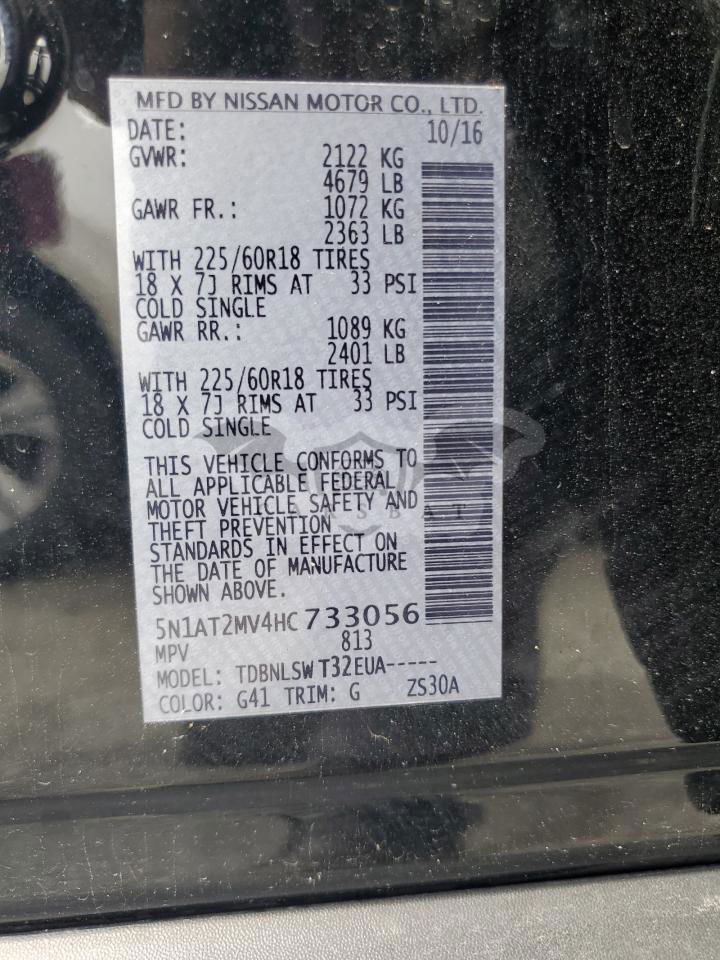 MFD BY NISSAN MOTOR CO., LTD.
DATE: 10/16
GVWR: 2122 KG
4679 LB
GAWR FR.: 1072 KG
2363 LB
WITH 225/60R18 TIRES
18 X 7J RIMS AT 33 PSI
COLD SINGLE
GAWR RR.: 1089 KG
2401 LB
WITH 225/60R18 TIRES
18 X 7J RIMS AT 33 PSI
COLD SINGLE
THIS VEHICLE CONFORMS TO
ALL APPLICABLE FEDERAL
MOTOR VEHICLE SAFETY AND
THEFT PREVENTION
STANDARDS IN EFFECT ON
THE DATE OF MANUFACTURE
SHOWN ABOVE.
5N1AT2MV4HC733056
MPV 813
MODEL: TDBNLSW T32EUA-----
COLOR: G41 TRIM: G ZS30A